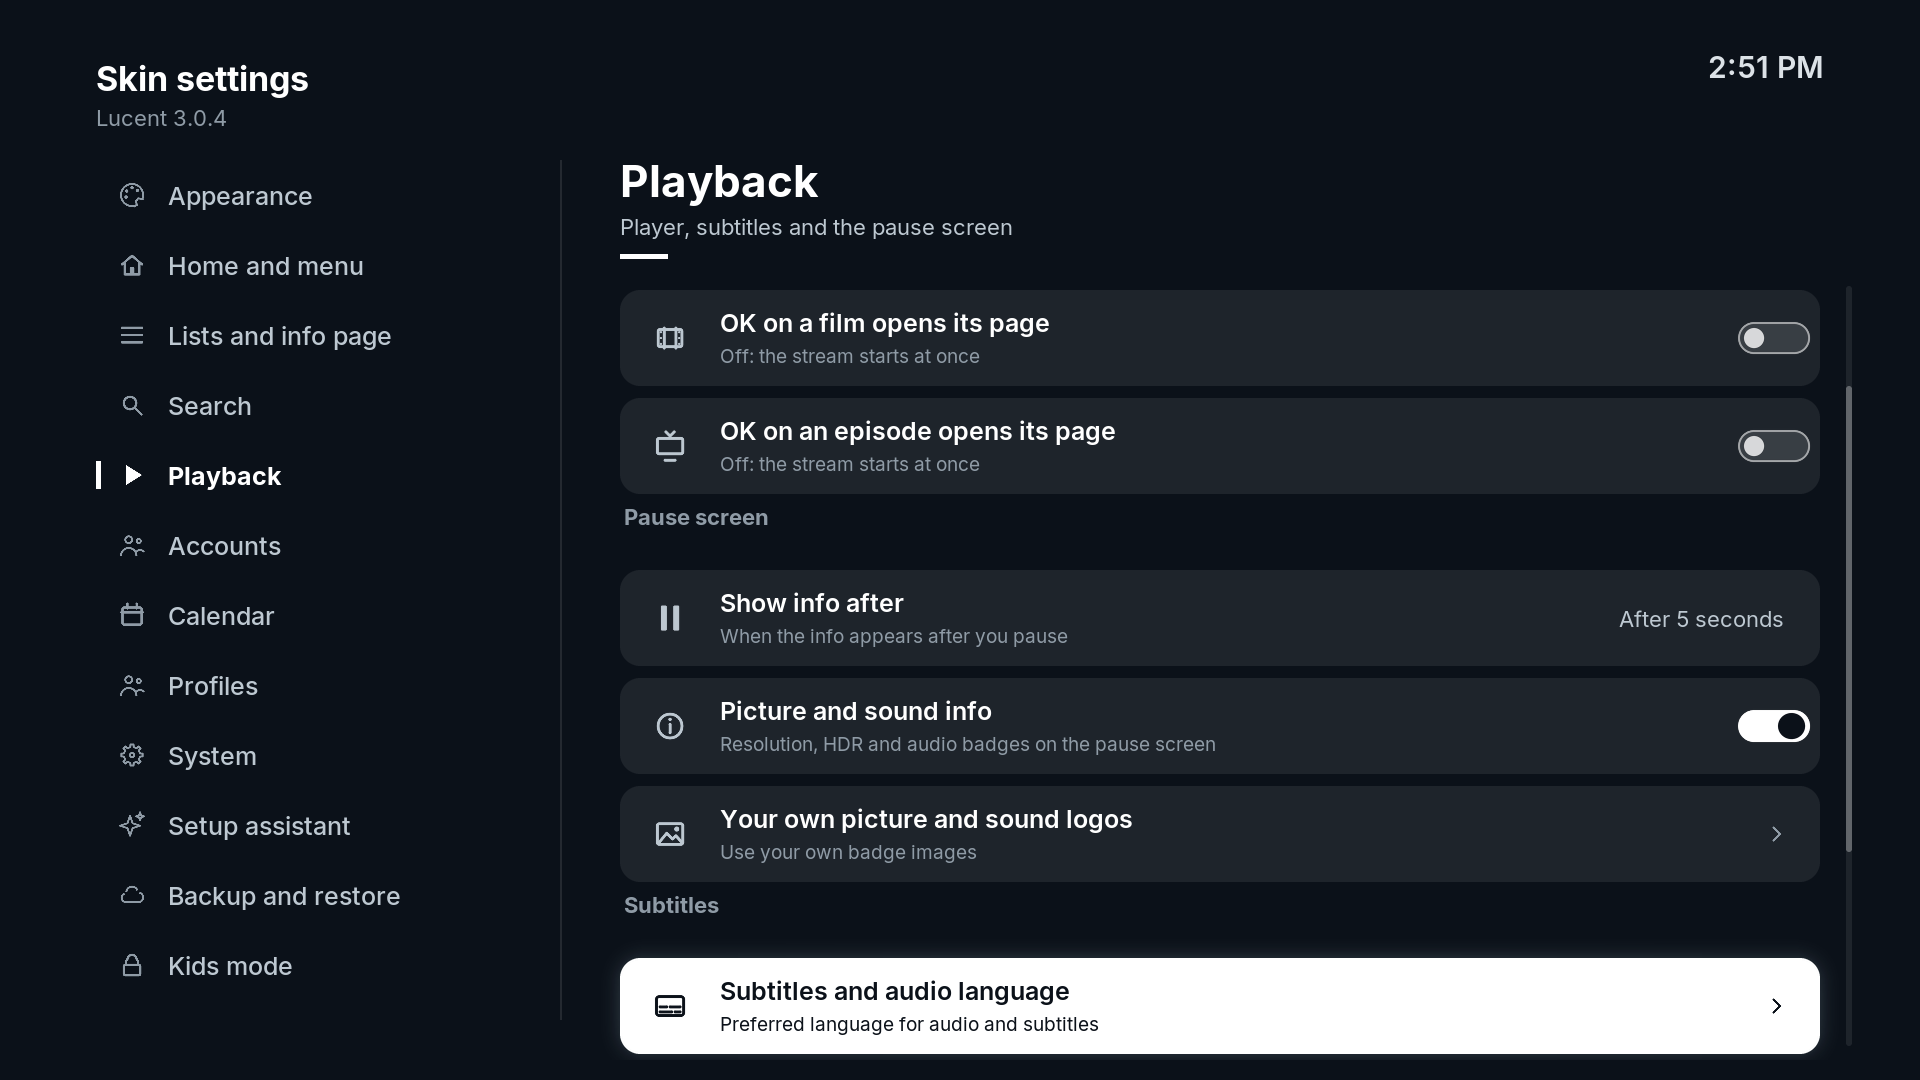 Skin settings
Lucent 3.0.4
2:51 PM
Appearance
Home and menu
Lists and info page
Search
Playback
Accounts
Calendar
Profiles
System
Setup assistant
Backup and restore
Kids mode
Playback
Player, subtitles and the pause screen
OK on a film opens its page
Off: the stream starts at once
OK on an episode opens its page
Off: the stream starts at once
Pause screen
Show info after
When the info appears after you pause
After 5 seconds
Picture and sound info
Resolution, HDR and audio badges on the pause screen
Your own picture and sound logos
Use your own badge images
Subtitles
Subtitles and audio language
Preferred language for audio and subtitles